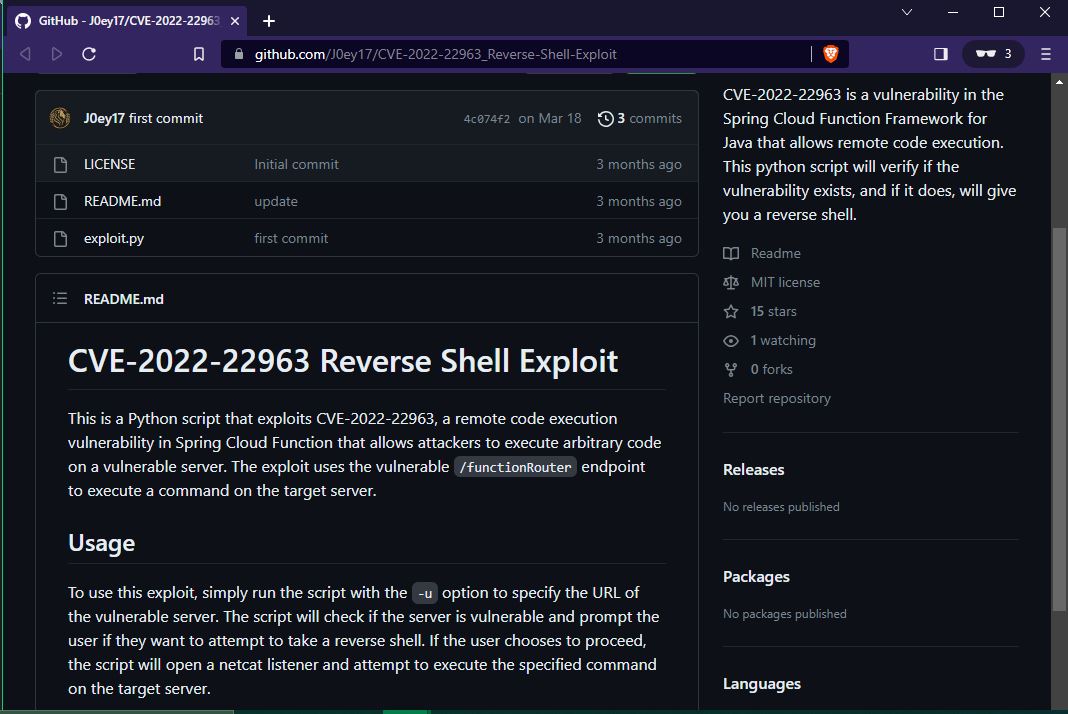 GitHub - J0ey17/CVE-2022-22963
github.com/J0ey17/CVE-2022-22963_Reverse-Shell-Exploit
3
J0ey17 first commit 4c074f2 on Mar 18 3 commits
LICENSE Initial commit 3 months ago
README.md update 3 months ago
exploit.py first commit 3 months ago
README.md
CVE-2022-22963 Reverse Shell Exploit
This is a Python script that exploits CVE-2022-22963, a remote code execution
vulnerability in Spring Cloud Function that allows attackers to execute arbitrary code
on a vulnerable server. The exploit uses the vulnerable /functionRouter endpoint
to execute a command on the target server.
Usage
To use this exploit, simply run the script with the -u option to specify the URL of
the vulnerable server. The script will check if the server is vulnerable and prompt the
user if they want to attempt to take a reverse shell. If the user chooses to proceed,
the script will open a netcat listener and attempt to execute the specified command
on the target server.
CVE-2022-22963 is a vulnerability in the
Spring Cloud Function Framework for
Java that allows remote code execution.
This python script will verify if the
vulnerability exists, and if it does, will give
you a reverse shell.
Readme
MIT license
15 stars
1 watching
0 forks
Report repository
Releases
No releases published
Packages
No packages published
Languages